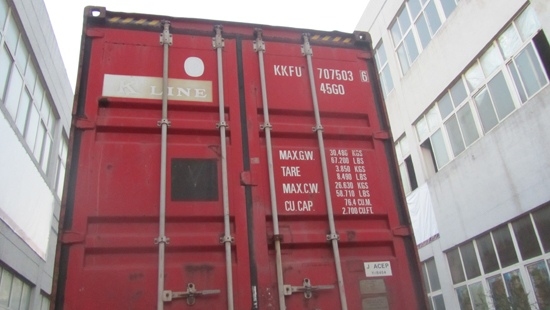 K LINE
KKFU 707503 6
45G0
MAX.G.W. 30.480 KGS
67.200 LBS
TARE 3.850 KGS
8.490 LBS
MAX.C.W. 26.630 KGS
58.710 LBS
CU.CAP. 76.4 CU.M.
2.700 CU.FT.
J ACEP